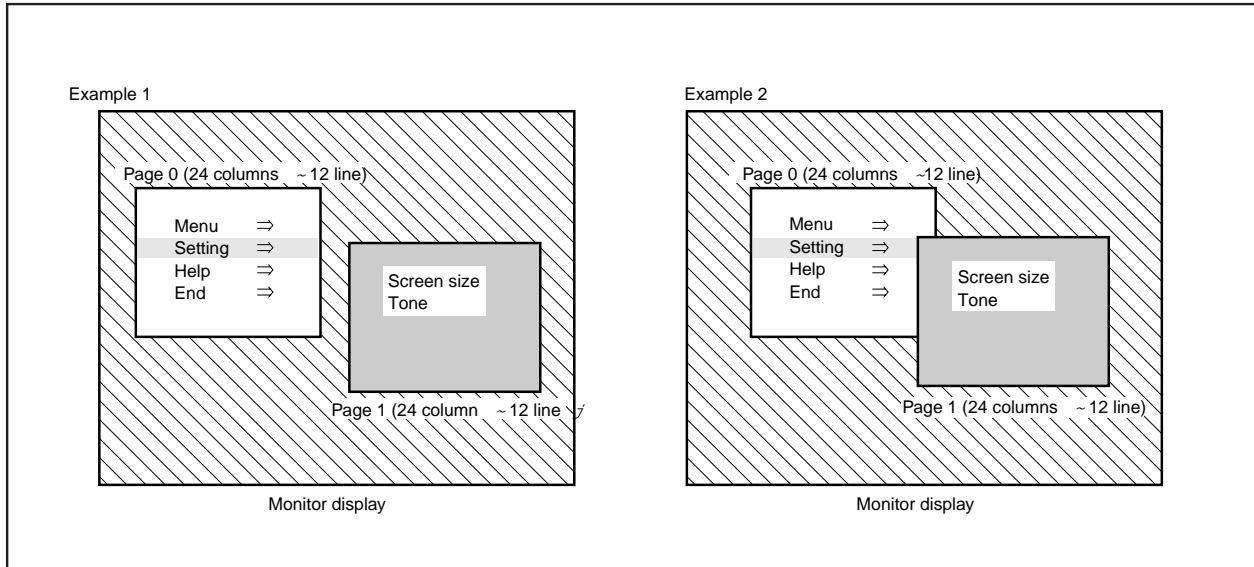 Example 1
Page 0 (24 columns ~ 12 line)
Menu ⇒
Setting ⇒
Help ⇒
End ⇒
Screen size
Tone
Page 1 (24 column ~ 12 line j
Monitor display
Example 2
Page 0 (24 columns ~12 line)
Menu ⇒
Setting ⇒
Help ⇒
End ⇒
Screen size
Tone
Page 1 (24 columns ~ 12 line)
Monitor display